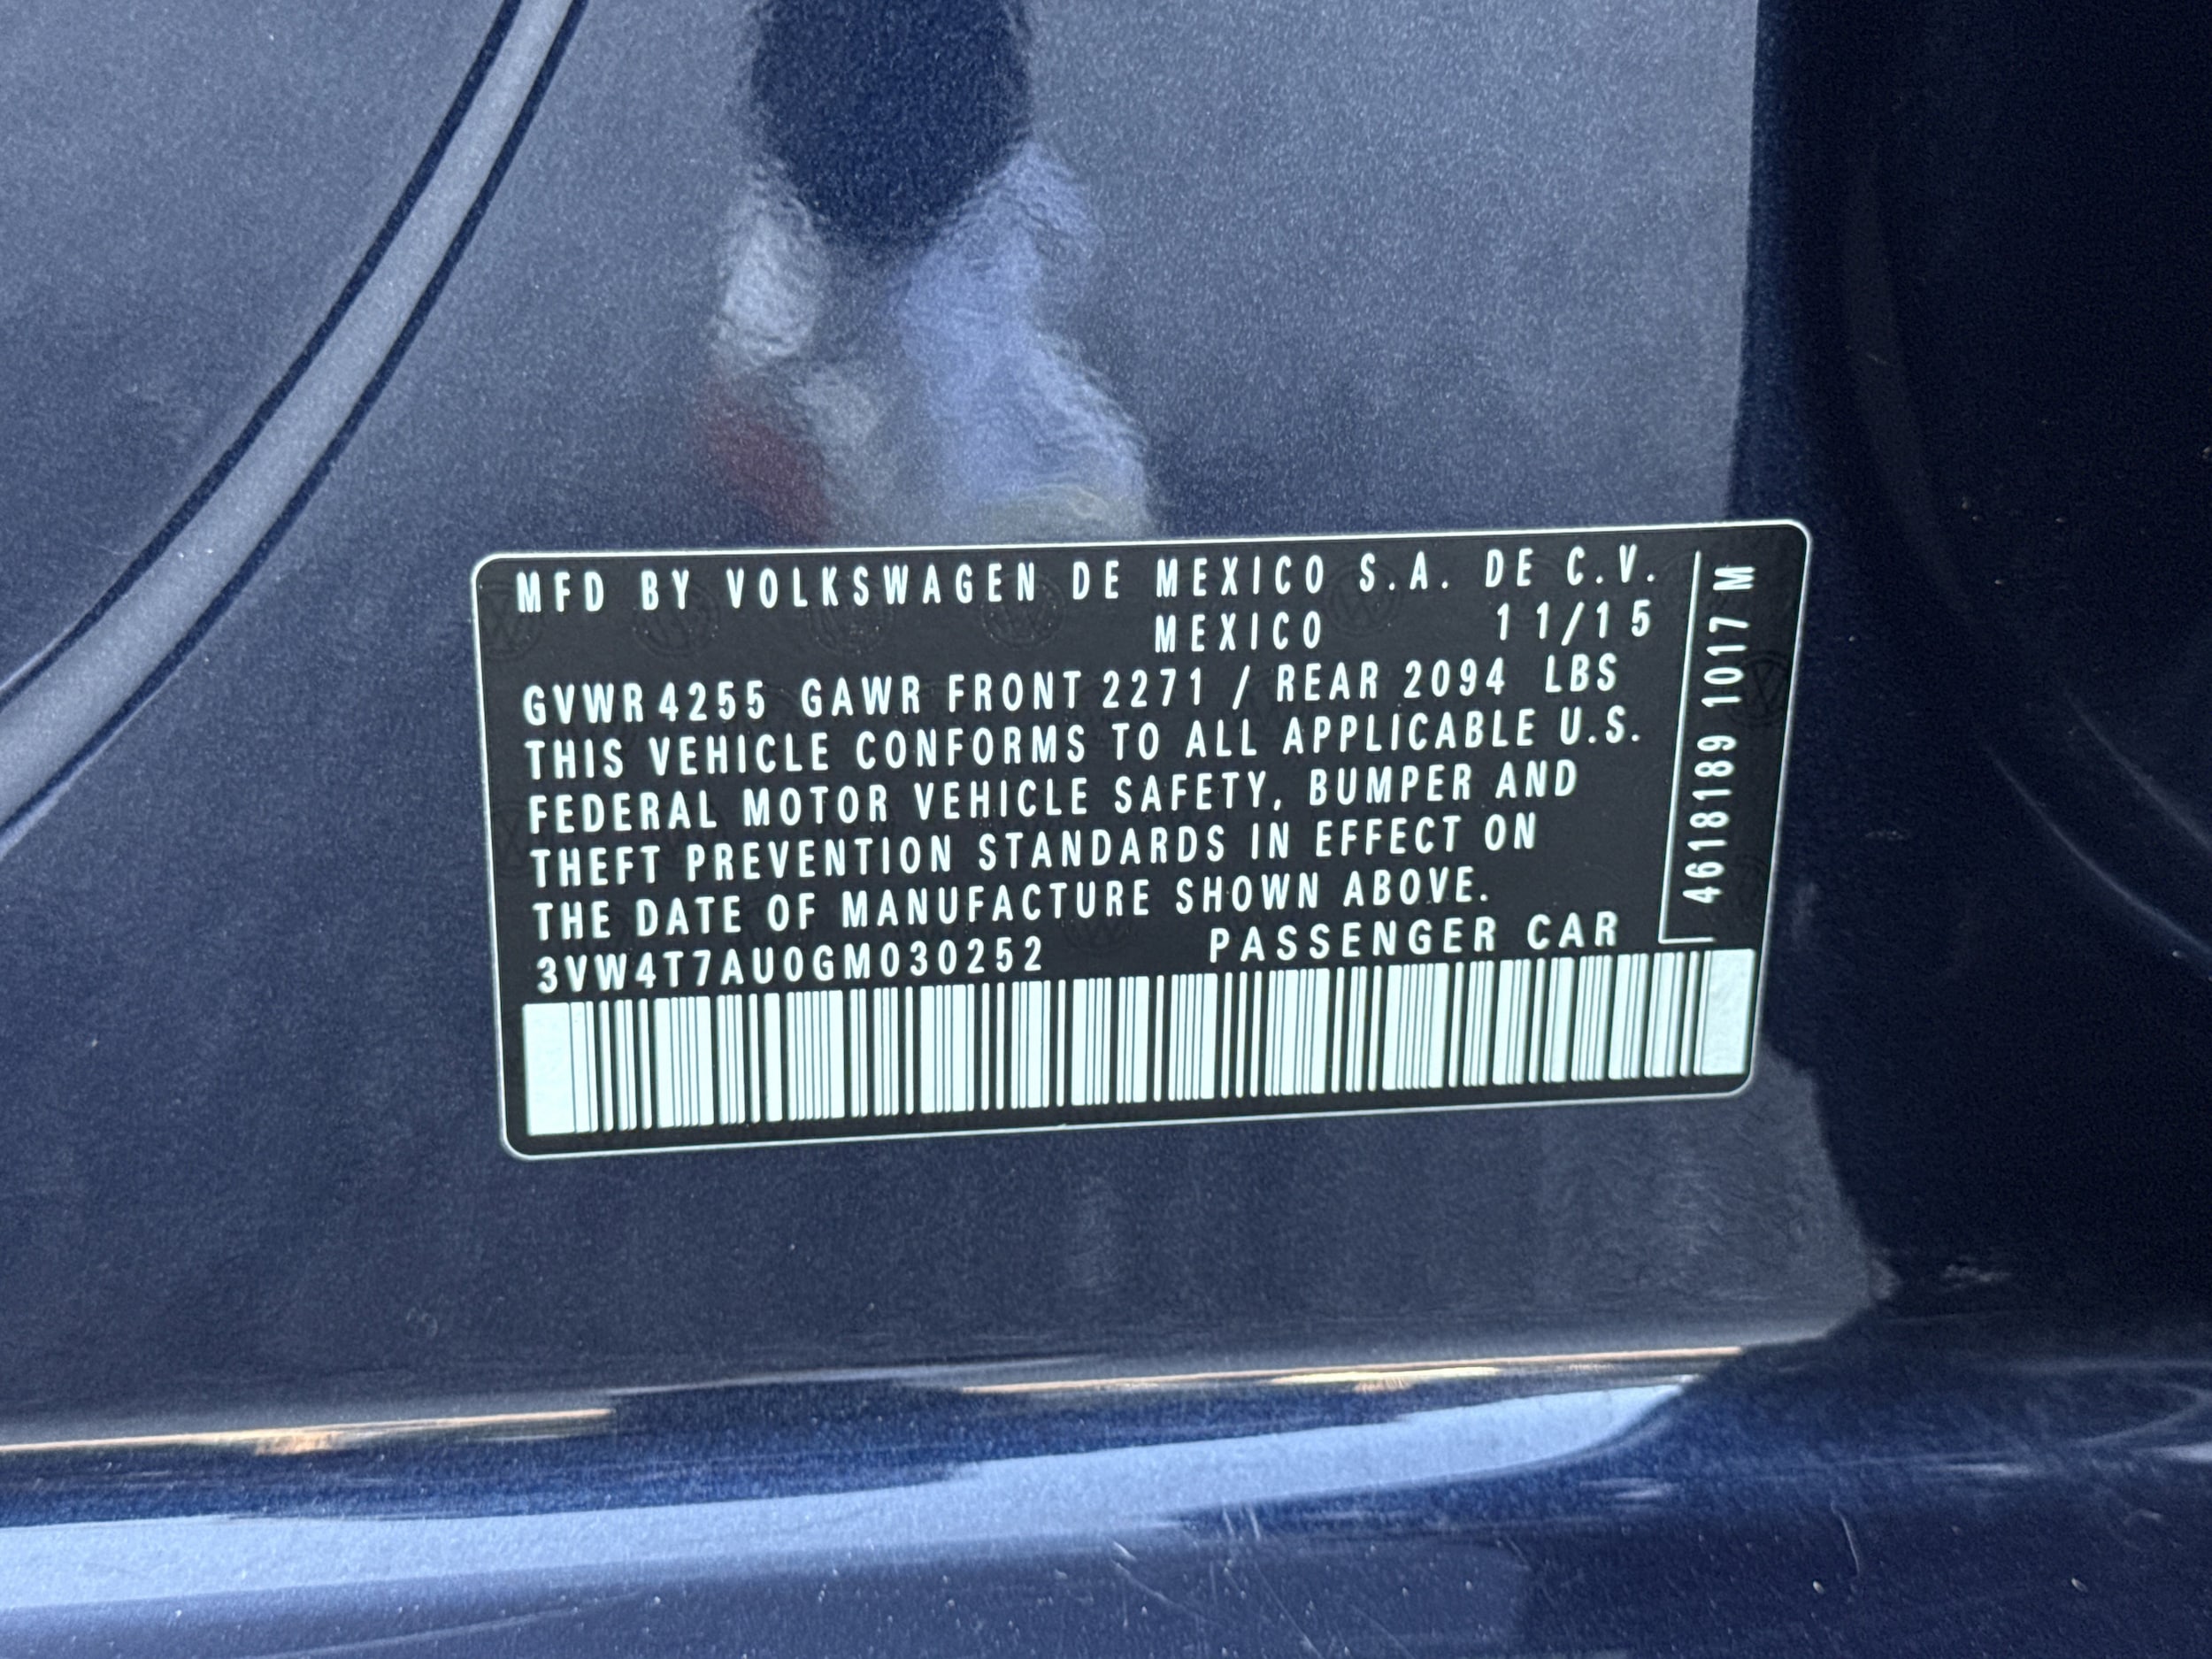 MFD BY VOLKSWAGEN DE MEXICO S.A. DE C.V.
MEXICO 11/15
GVWR 4255 GAWR FRONT 2271 / REAR 2094 LBS
THIS VEHICLE CONFORMS TO ALL APPLICABLE U.S.
FEDERAL MOTOR VEHICLE SAFETY, BUMPER AND
THEFT PREVENTION STANDARDS IN EFFECT ON
THE DATE OF MANUFACTURE SHOWN ABOVE.
3VW4T7AU0GM030252 PASSENGER CAR
4618189 1017 M